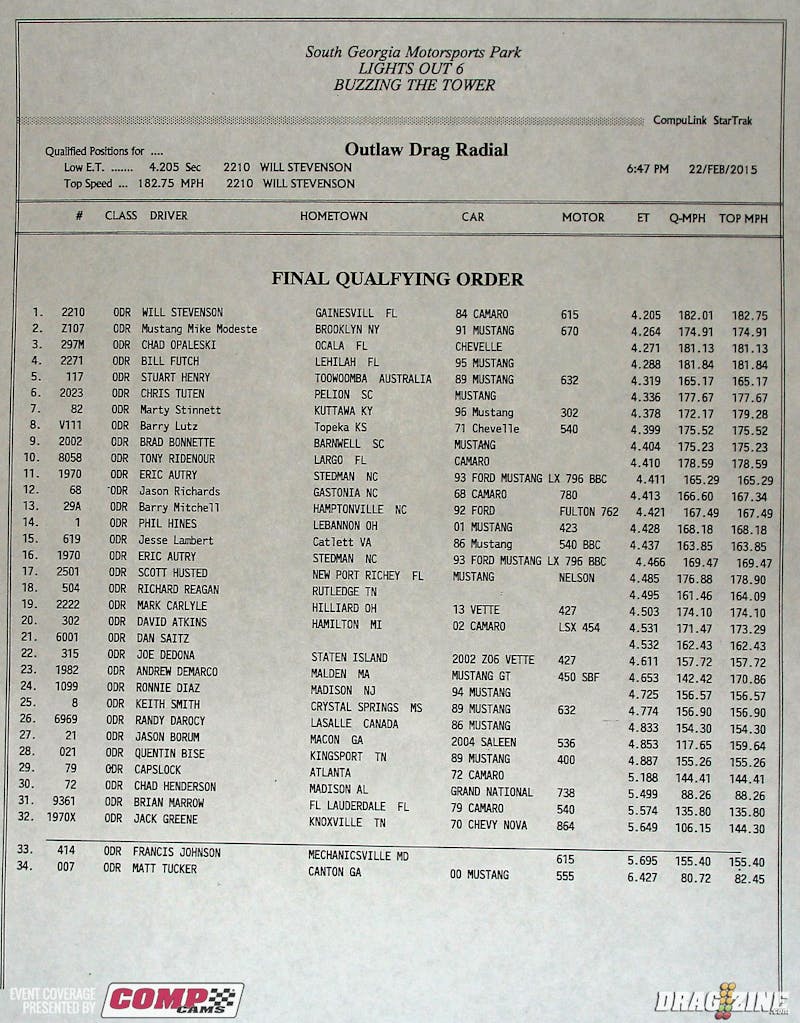 South Georgia Motorsports Park
LIGHTS OUT 6
BUZZING THE TOWER
CompuLink StarTrak
Qualified Positions for .... Outlaw Drag Radial
Low E.T. ....... 4.205 Sec 2210 WILL STEVENSON 6:47 PM 22/FEB/2015
Top Speed ... 182.75 MPH 2210 WILL STEVENSON
# CLASS DRIVER HOMETOWN CAR MOTOR ET Q-MPH TOP MPH
FINAL QUALFYING ORDER
1. 2210 ODR WILL STEVENSON GAINESVILL FL 84 CAMARO 615 4.205 182.01 182.75
2. Z107 ODR Mustang Mike Modeste BROOKLYN NY 91 MUSTANG 670 4.264 174.91 174.91
3. 297M ODR CHAD OPALESKI OCALA FL CHEVELLE 4.271 181.13 181.13
4. 2271 ODR BILL FUTCH LEHILAH FL 95 MUSTANG 4.288 181.84 181.84
5. 117 ODR STUART HENRY TOOWOOMBA AUSTRALIA 89 MUSTANG 632 4.319 165.17 165.17
6. 2023 ODR CHRIS TUTEN PELION SC MUSTANG 4.336 177.67 177.67
7. 82 ODR Marty Stinnett KUTTAWA KY 96 Mustang 302 4.378 172.17 179.28
8. V111 ODR Barry Lutz Topeka KS 71 Chevelle 540 4.399 175.52 175.52
9. 2002 ODR BRAD BONNETTE BARNWELL SC MUSTANG 4.404 175.23 175.23
10. 8058 ODR TONY RIDENOUR LARGO FL CAMARO 4.410 178.59 178.59
11. 1970 ODR ERIC AUTRY STEDMAN NC 93 FORD MUSTANG LX 796 BBC 4.411 165.29 165.29
12. 68 ODR Jason Richards GASTONIA NC 68 CAMARO 780 4.413 166.60 167.34
13. 29A ODR Barry Mitchell HAMPTONVILLE NC 92 FORD FULTON 762 4.421 167.49 167.49
14. 1 ODR PHIL HINES LEBANNON OH 01 MUSTANG 423 4.428 168.18 168.18
15. 619 ODR Jesse Lambert Catlett VA 86 Mustang 540 BBC 4.437 163.85 163.85
16. 1970 ODR ERIC AUTRY STEDMAN NC 93 FORD MUSTANG LX 796 BBC 4.466 169.47 169.47
17. 2501 ODR SCOTT HUSTED NEW PORT RICHEY FL MUSTANG NELSON 4.485 176.88 178.90
18. 504 ODR RICHARD REAGAN RUTLEDGE TN 4.495 161.46 164.09
19. 2222 ODR MARK CARLYLE HILLIARD OH 13 VETTE 427 4.503 174.10 174.10
20. 302 ODR DAVID ATKINS HAMILTON MI 02 CAMARO LSX 454 4.531 171.47 173.29
21. 6001 ODR DAN SAITZ 4.532 162.43 162.43
22. 315 ODR JOE DEDONA STATEN ISLAND 2002 Z06 VETTE 427 4.611 157.72 157.72
23. 1982 ODR ANDREW DEMARCO MALDEN MA MUSTANG GT 450 SBF 4.653 142.42 170.86
24. 1099 ODR RONNIE DIAZ MADISON NJ 94 MUSTANG 4.725 156.57 156.57
25. 8 ODR KEITH SMITH CRYSTAL SPRINGS MS 89 MUSTANG 632 4.774 156.90 156.90
26. 6969 ODR RANDY DAROCY LASALLE CANADA 86 MUSTANG 4.833 154.30 154.30
27. 21 ODR JASON BORUM MACON GA 2004 SALEEN 536 4.853 117.65 159.64
28. 021 ODR QUENTIN BISE KINGSPORT TN 89 MUSTANG 400 4.887 155.26 155.26
29. 79 ODR CAPSLOCK ATLANTA 72 CAMARO 5.188 144.41 144.41
30. 72 ODR CHAD HENDERSON MADISON AL GRAND NATIONAL 738 5.499 88.26 88.26
31. 9361 ODR BRIAN MARROW FL LAUDERDALE FL 79 CAMARO 540 5.574 135.80 135.80
32. 1970X ODR JACK GREENE KNOXVILLE TN 70 CHEVY NOVA 864 5.649 106.15 144.30
33. 414 ODR FRANCIS JOHNSON MECHANICSVILLE MD 615 5.695 155.40 155.40
34. 007 ODR MATT TUCKER CANTON GA 00 MUSTANG 555 6.427 80.72 82.45
EVENT COVERAGE
PRESENTED BY COMP CAMS
DRAGZINE.com